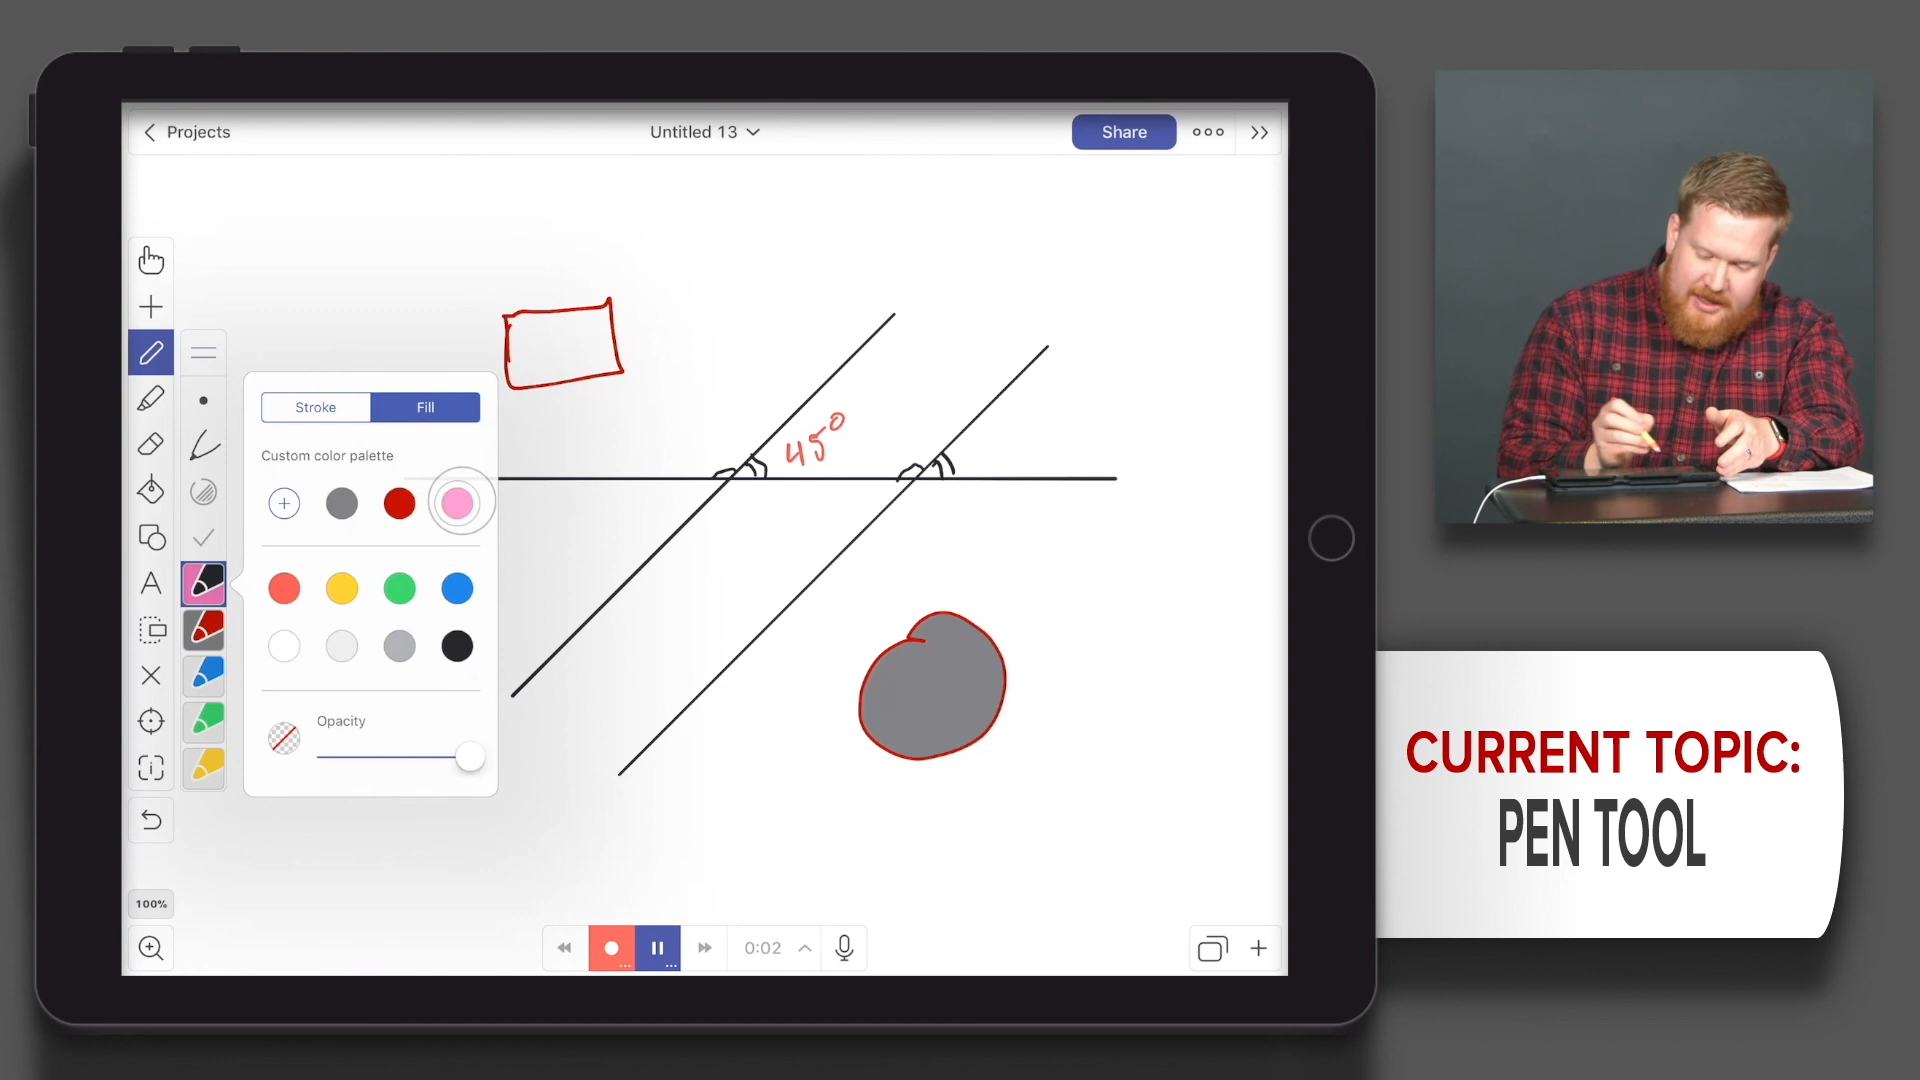 Projects
Untitled 13
Share
Stroke
Fill
Custom color palette
45°
A
Opacity
100%
0:02
CURRENT TOPIC:
PEN TOOL